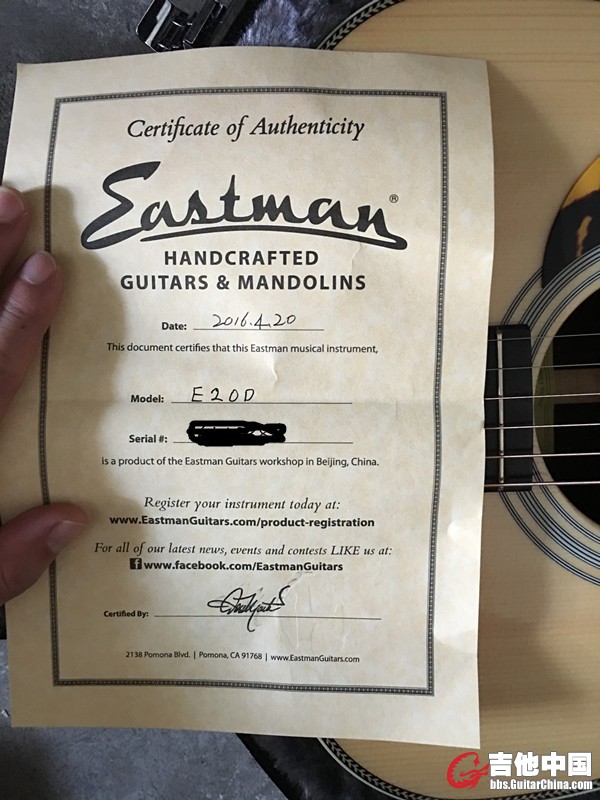 Certificate of Authenticity
Eastman®
HANDCRAFTED
GUITARS & MANDOLINS
Date: 2016.4.20
This document certifies that this Eastman musical instrument,
Model: E20D
Serial #:
is a product of the Eastman Guitars workshop in Beijing, China.
Register your instrument today at:
www.EastmanGuitars.com/product-registration
For all of our latest news, events and contests LIKE us at:
f www.facebook.com/EastmanGuitars
Certified By:
2138 Pomona Blvd. | Pomona, CA 91768 | www.EastmanGuitars.com
吉他中国
bbs.GuitarChina.com